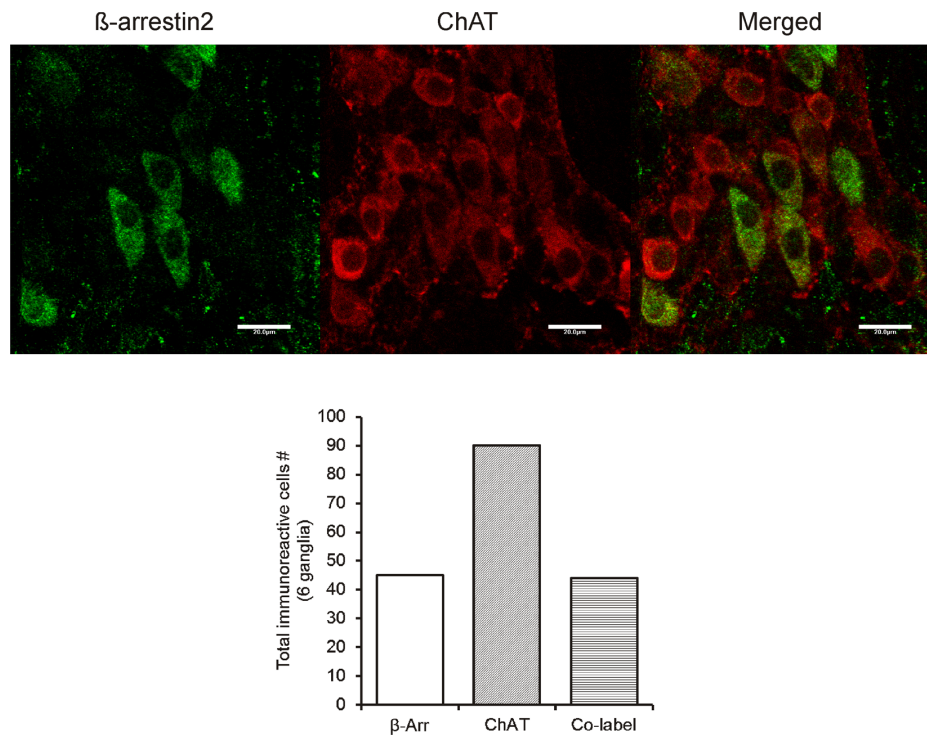 ß-arrestin2 ChAT Merged
20.0µm 20.0µm 20.0µm
Total immunoreactive cells #
(6 ganglia)
100
90
80
70
60
50
40
30
20
10
0
β-Arr ChAT Co-label